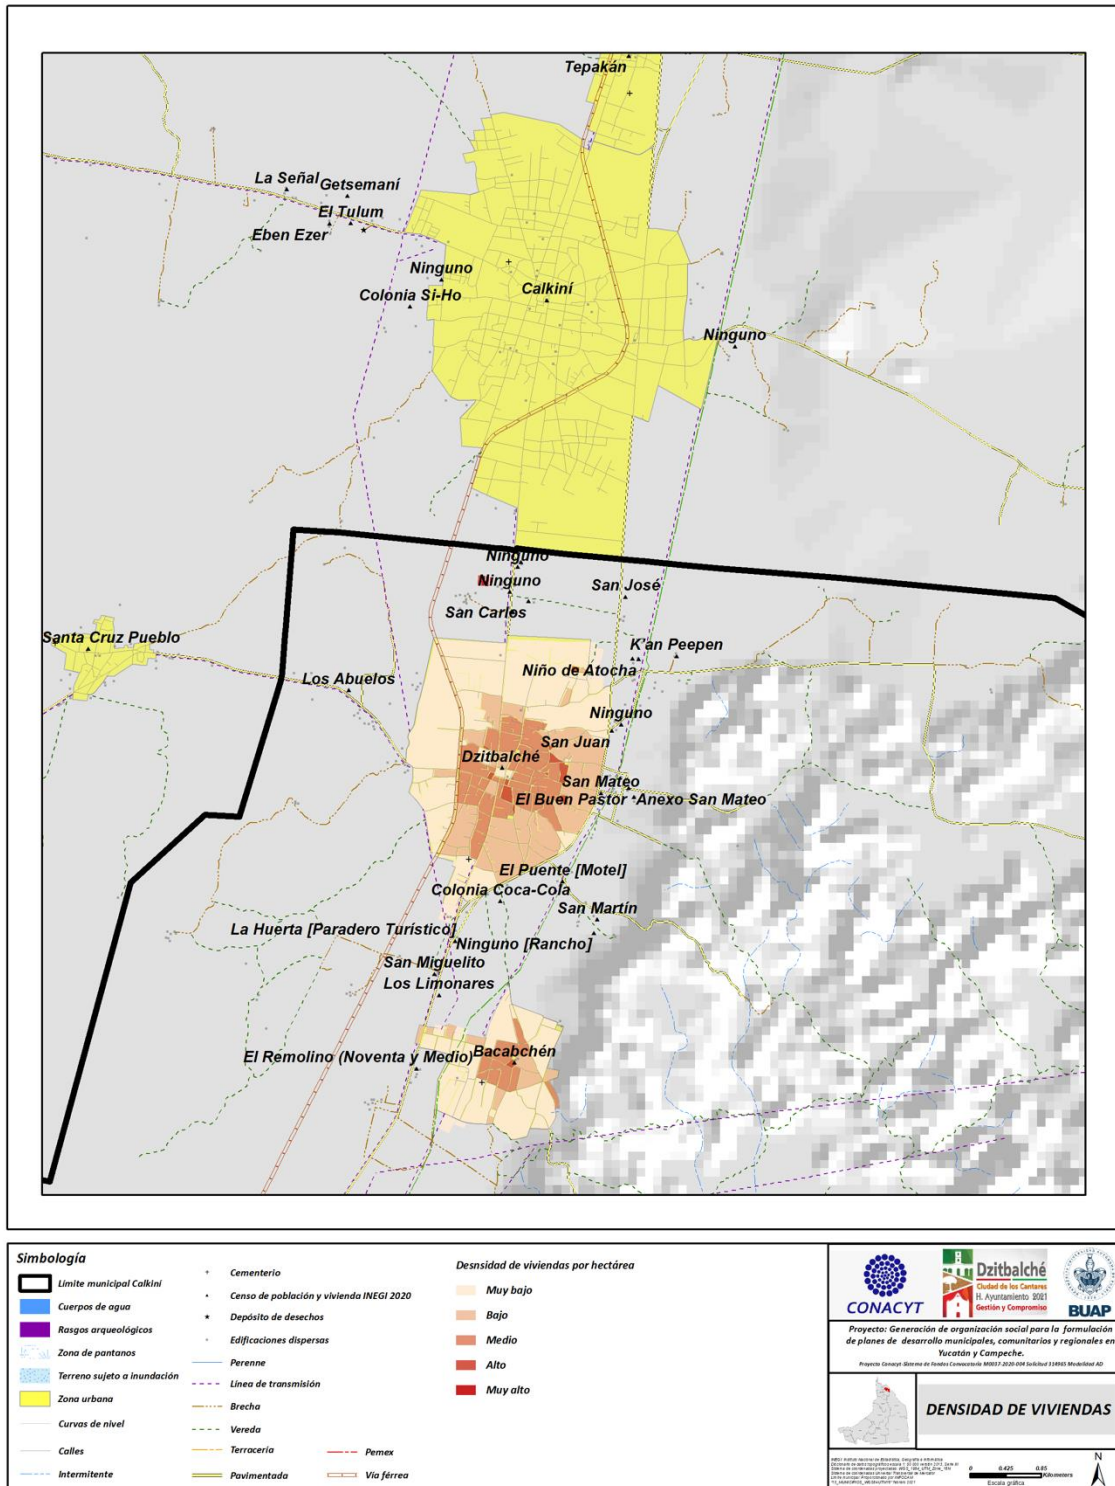 Tepakán
La Señal
Getsemaní
El Tulum
Eben Ezer
Ninguno
Colonia Si-Ho
Calkiní
Ninguno
Ninguno
Ninguno
San José
San Carlos
Santa Cruz Pueblo
K'an Peepen
Niño de Atocha
Los Abuelos
Ninguno
San Juan
Dzitbalché
San Mateo
El Buen Pastor
Anexo San Mateo
El Puente [Motel]
Colonia Coca-Cola
San Martín
La Huerta [Paradero Turístico]
Ninguno [Rancho]
San Miguelito
Los Limonares
El Remolino (Noventa y Medio)
Bacabchén
Simbología
Limite municipal Calkiní
Cuerpos de agua
Rasgos arqueológicos
Zona de pantanos
Terreno sujeto a inundación
Zona urbana
Curvas de nivel
Calles
Intermitente
Cementerio
Censo de población y vivienda INEGI 2020
Depósito de desechos
Edificaciones dispersas
Perenne
Línea de transmisión
Brecha
Vereda
Terracería
Pavimentada
Pemex
Vía férrea
Desnsidad de viviendas por hectárea
Muy bajo
Bajo
Medio
Alto
Muy alto
CONACYT
Dzitbalché
Ciudad de los Cantares
H. Ayuntamiento 2021
Gestión y Compromiso
BUAP
Proyecto: Generación de organización social para la formulación
de planes de desarrollo municipales, comunitarios y regionales en
Yucatán y Campeche.
DENSIDAD DE VIVIENDAS
0 0.425 0.85
Kilometers
Escala gráfica
N